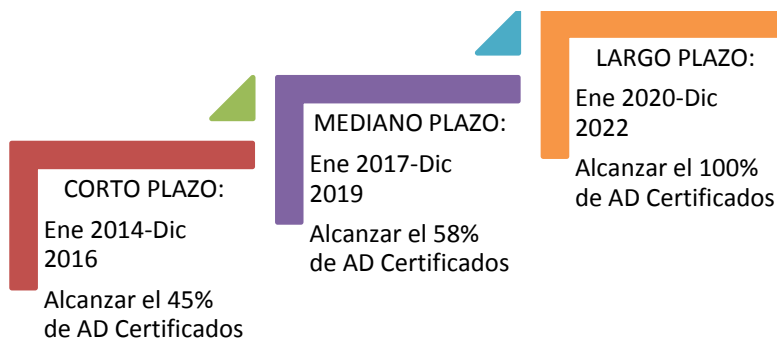 CORTO PLAZO:
Ene 2014-Dic
2016
Alcanzar el 45%
de AD Certificados
MEDIANO PLAZO:
Ene 2017-Dic
2019
Alcanzar el 58%
de AD Certificados
LARGO PLAZO:
Ene 2020-Dic
2022
Alcanzar el 100%
de AD Certificados